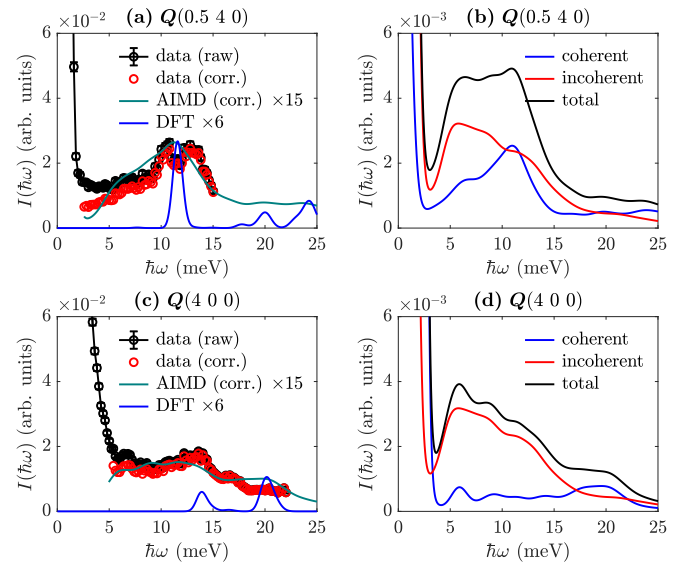 (a) Q(0.5 4 0)
×10⁻²
I(ħω) (arb. units)
6
4
2
0
data (raw)
data (corr.)
AIMD (corr.) ×15
DFT ×6
0 5 10 15 20 25
ħω (meV)
(b) Q(0.5 4 0)
×10⁻³
I(ħω) (arb. units)
6
4
2
0
coherent
incoherent
total
0 5 10 15 20 25
ħω (meV)
(c) Q(4 0 0)
×10⁻²
I(ħω) (arb. units)
6
4
2
0
data (raw)
data (corr.)
AIMD (corr.) ×15
DFT ×6
0 5 10 15 20 25
ħω (meV)
(d) Q(4 0 0)
×10⁻³
I(ħω) (arb. units)
6
4
2
0
coherent
incoherent
total
0 5 10 15 20 25
ħω (meV)